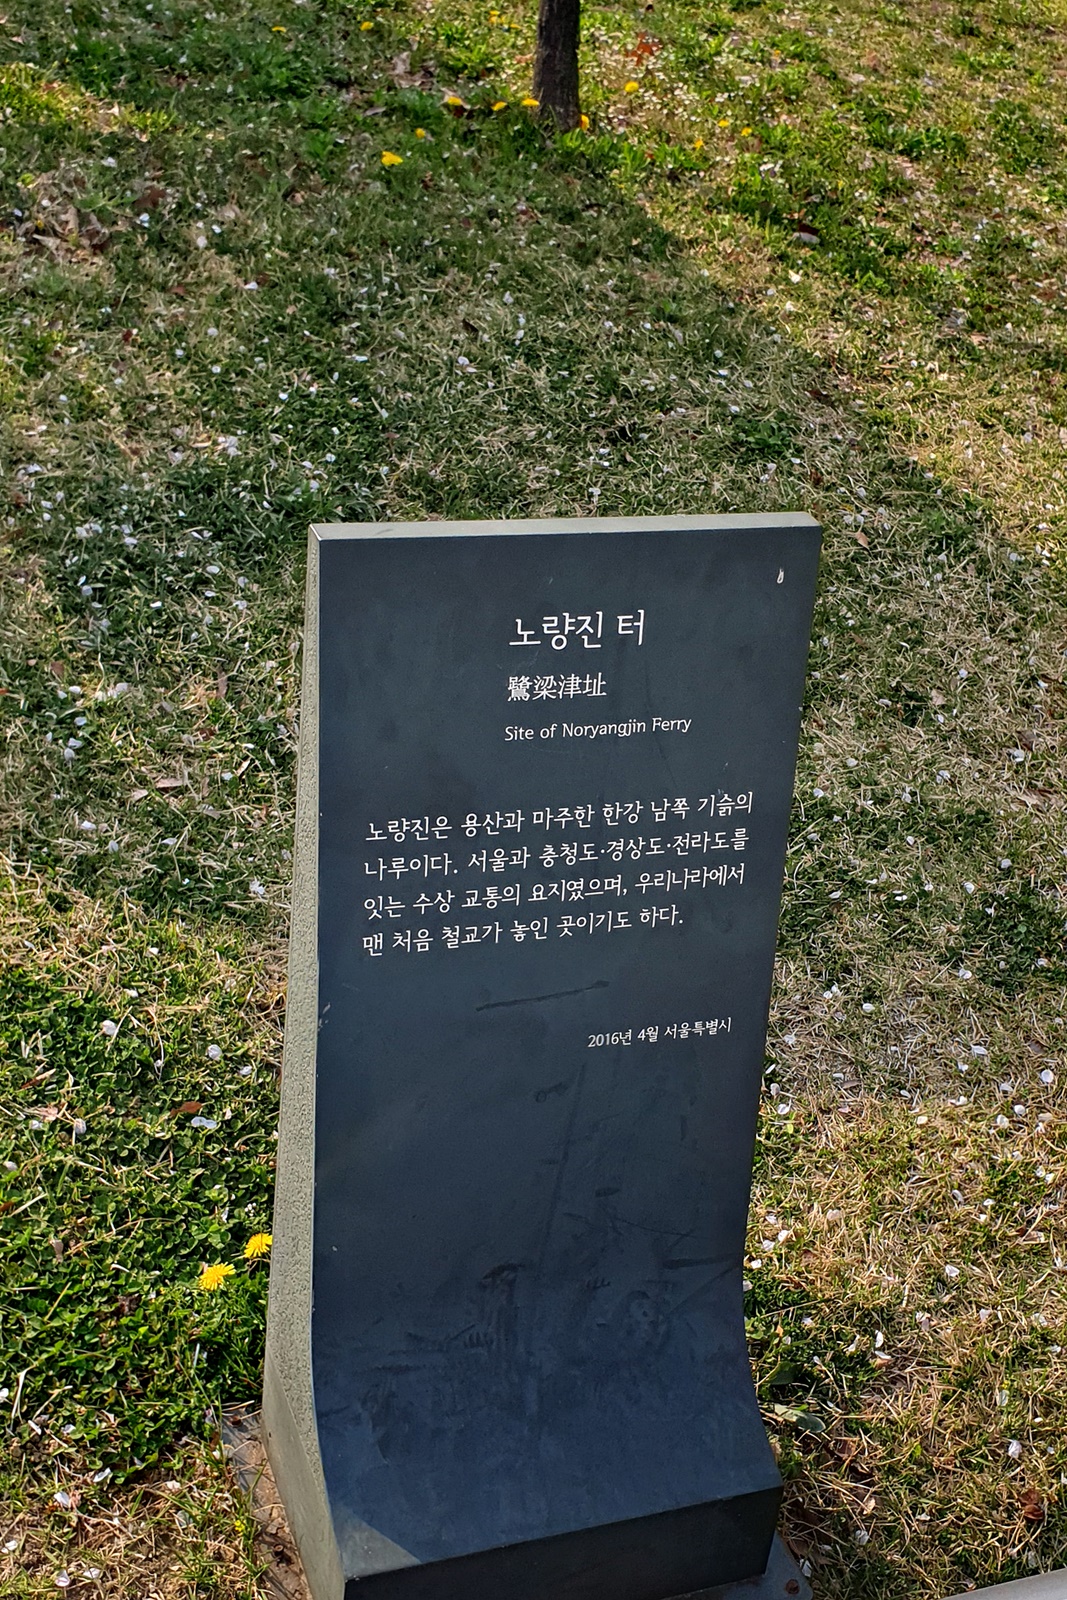 노량진 터
鷺梁津址
Site of Noryangjin Ferry
노량진은 용산과 마주한 한강 남쪽 기슭의
나루이다. 서울과 충청도·경상도·전라도를
잇는 수상 교통의 요지였으며, 우리나라에서
맨 처음 철교가 놓인 곳이기도 하다.
2016년 4월 서울특별시